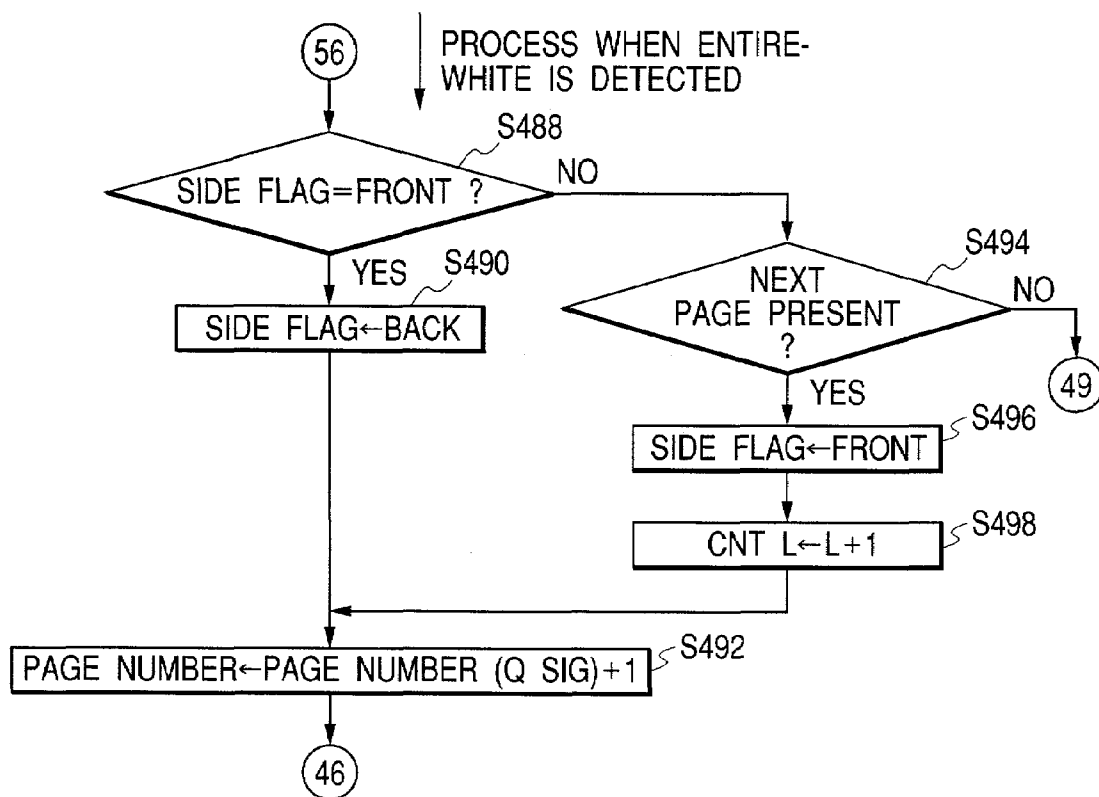 56
PROCESS WHEN ENTIRE-
WHITE IS DETECTED
S488
SIDE FLAG=FRONT ?
NO
YES
S490
SIDE FLAG←BACK
S494
NEXT
PAGE PRESENT
?
NO
49
YES
S496
SIDE FLAG←FRONT
S498
CNT L←L+1
S492
PAGE NUMBER←PAGE NUMBER (Q SIG)+1
46